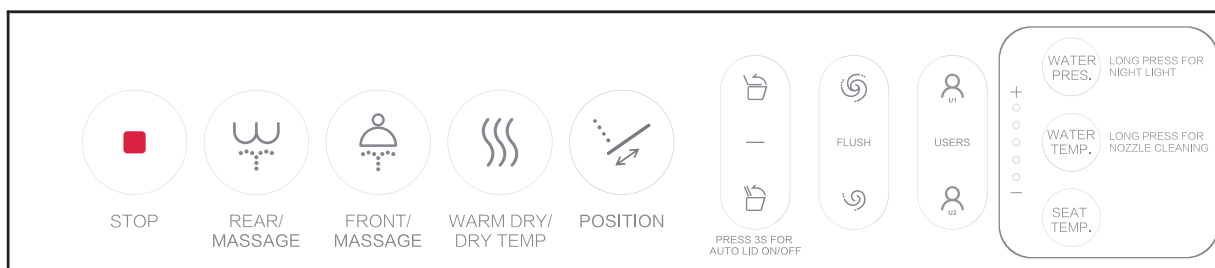 STOP
REAR/
MASSAGE
FRONT/
MASSAGE
WARM DRY/
DRY TEMP
POSITION
—
PRESS 3S FOR
AUTO LID ON/OFF
FLUSH
U1
USERS
U2
+
—
WATER
PRES.
LONG PRESS FOR
NIGHT LIGHT
WATER
TEMP.
LONG PRESS FOR
NOZZLE CLEANING
SEAT
TEMP.